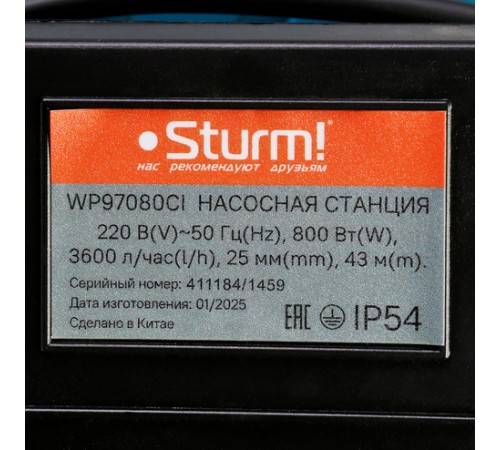 Sturm!
нас рекомендуют друзьям
WP97080CI НАСОСНАЯ СТАНЦИЯ
220 В(V)~50 Гц(Hz), 800 Вт(W),
3600 л/час(l/h), 25 мм(mm), 43 м(m).
Серийный номер: 411184/1459
Дата изготовления: 01/2025
Сделано в Китае
EAC IP54